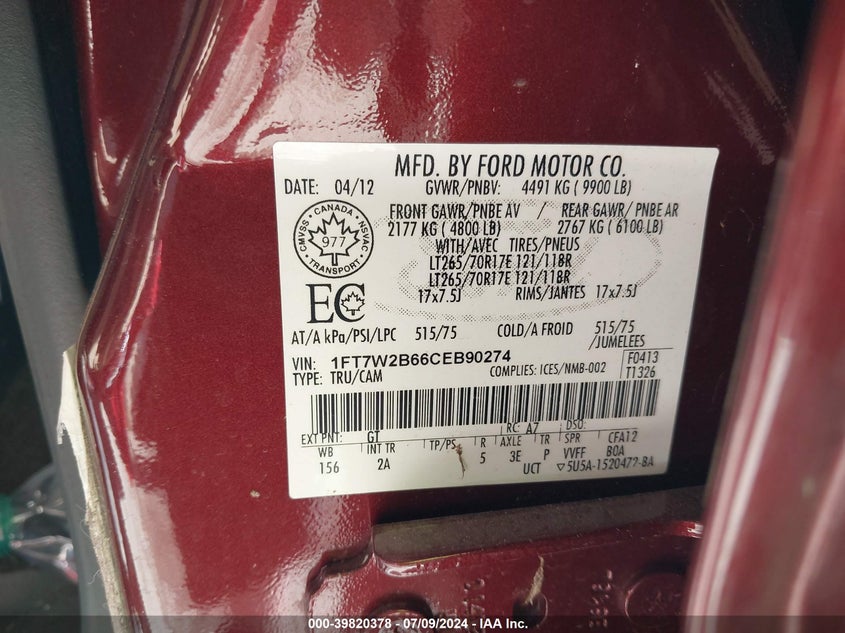 MFD. BY FORD MOTOR CO.
DATE: 04/12 GVWR/PNBV: 4491 KG ( 9900 LB)
FRONT GAWR/PNBE AV / REAR GAWR/ PNBE AR
2177 KG ( 4800 LB) 2767 KG ( 6100 LB)
CMVSS · CANADA · NSVAC
977
TRANSPORT
WITH/AVEC TIRES/PNEUS
LT265/70R17E 121/118R
LT265/70R17E 121/118R
17x7.5J RIMS/JANTES 17x7.5J
EC
AT/A kPa/PSI/LPC 515/75 COLD/A FROID 515/75
/JUMELEES
VIN: 1FT7W2B66CEB90274 F0413
TYPE: TRU/CAM COMPLIES: ICES/NMB-002 T1326
EXT PNT: GT RC: A7 DSO:
WB INT TR TP/PS R AXLE TR SPR CFA12
156 2A 5 3E P VVFF BOA
UCT ▽5U5A-1520472-BA
000-39820378 - 07/09/2024 - IAA, Inc.